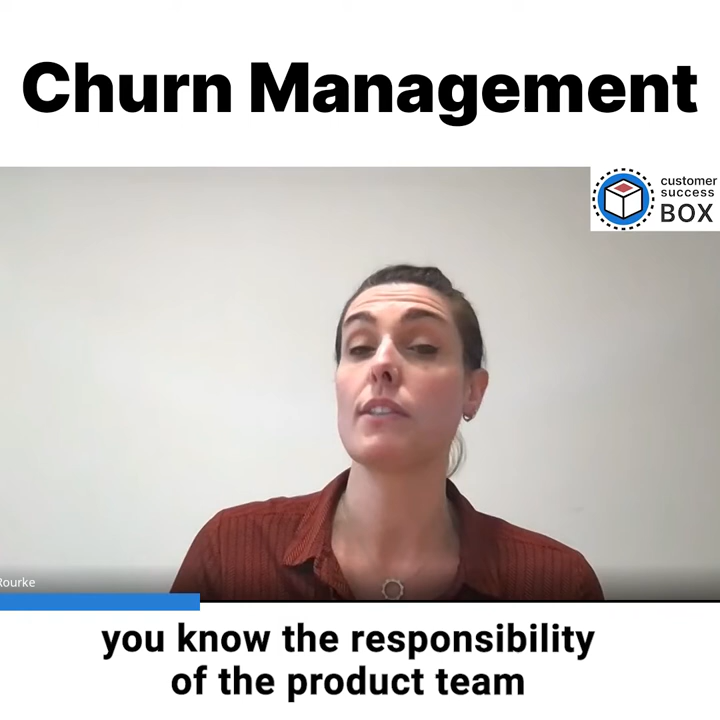 Churn Management
customer
success
BOX
Rourke
you know the responsibility
of the product team